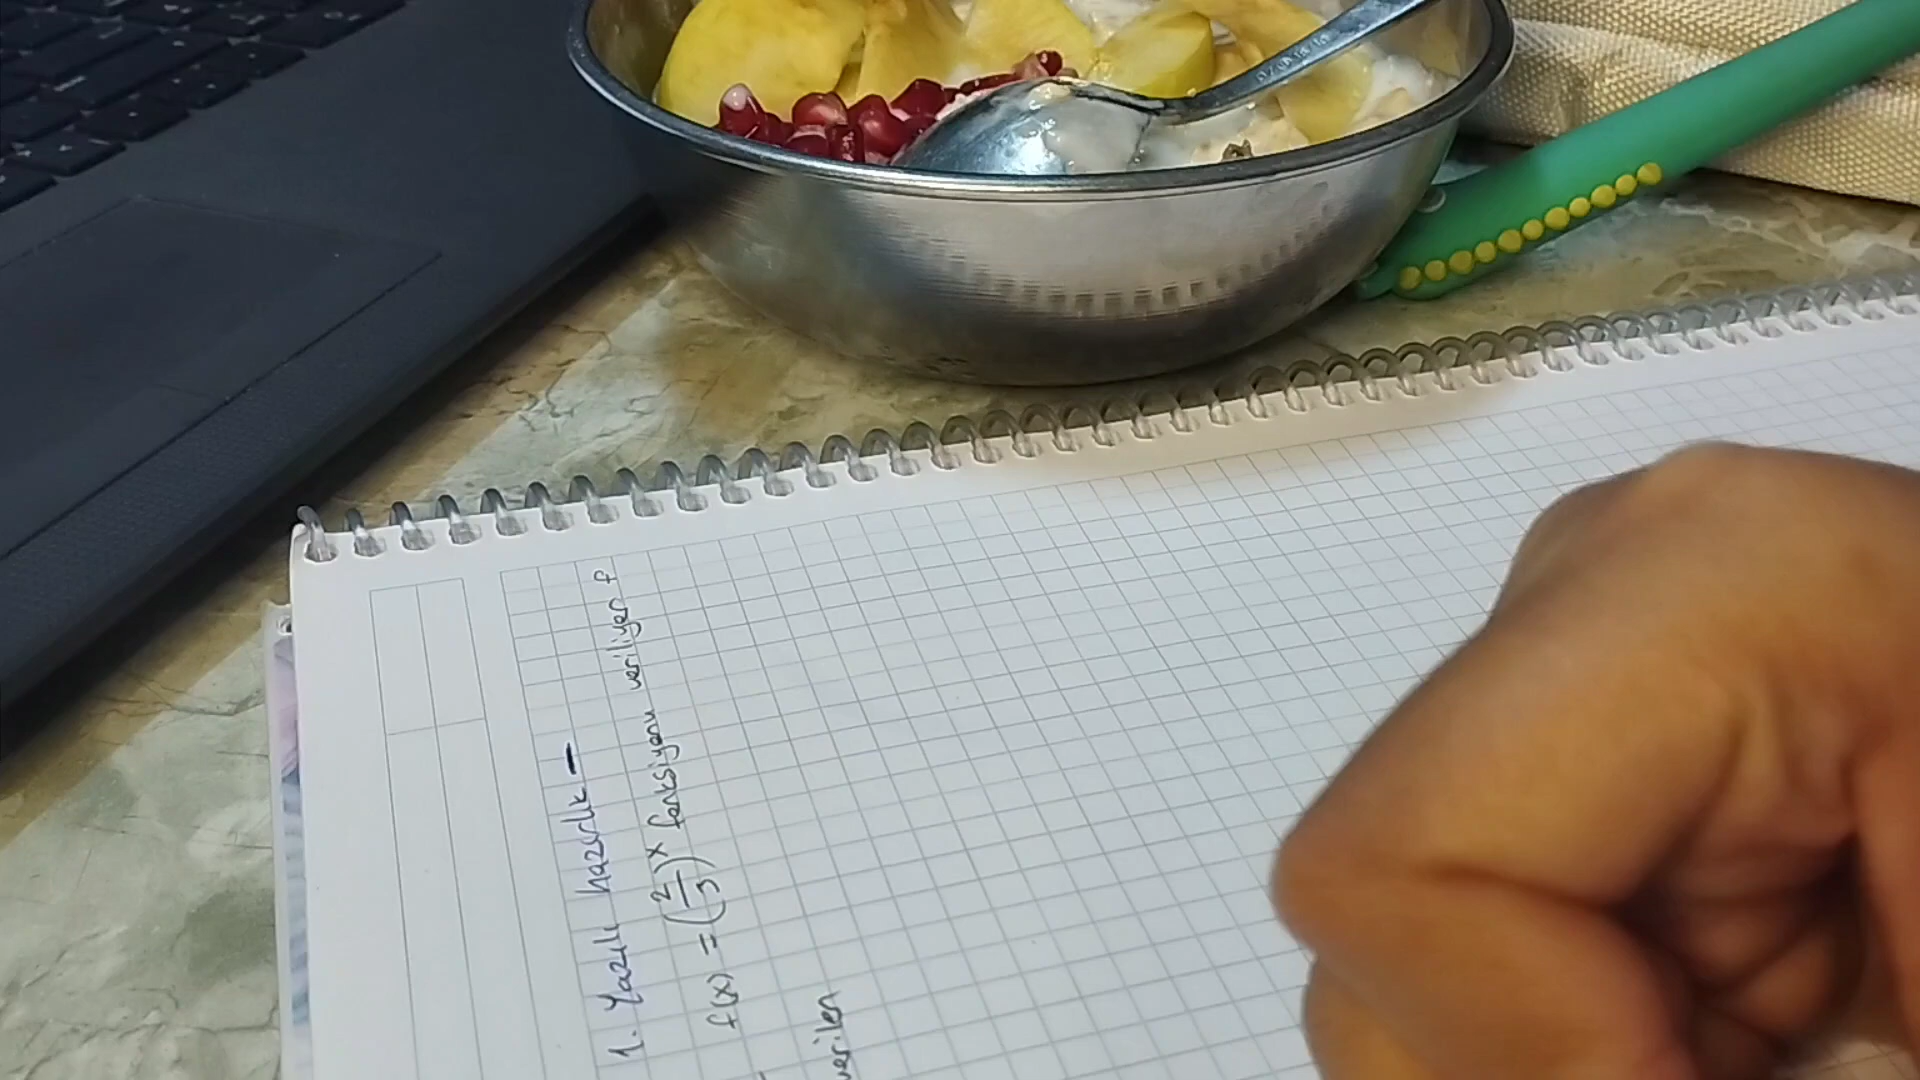 1. Yazılı hazırlık —
f(x) = (2/3)^x fonksiyonu veriliyor f
verilen